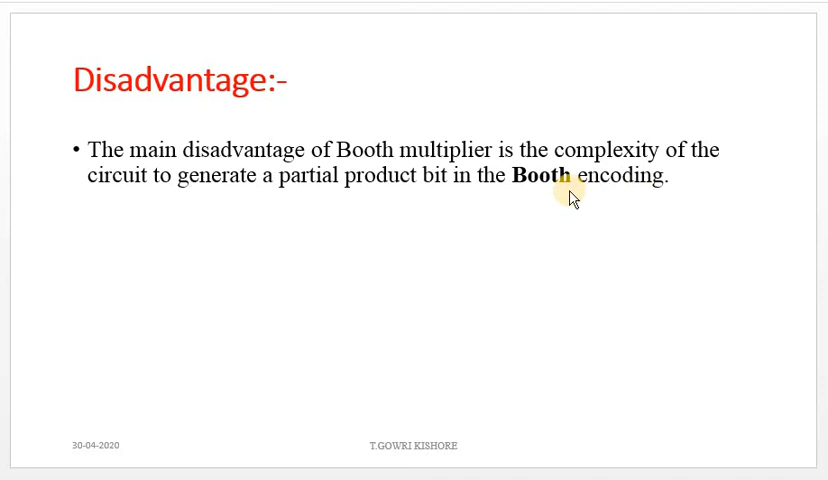 Disadvantage:-
• The main disadvantage of Booth multiplier is the complexity of the
circuit to generate a partial product bit in the Booth encoding.
30-04-2020
T.GOWRI KISHORE